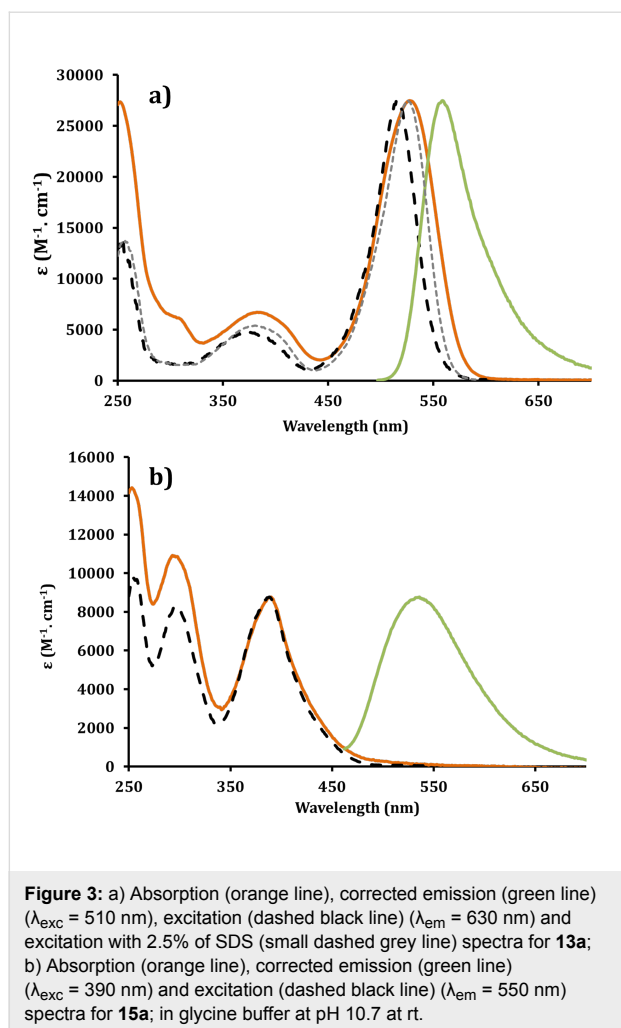 a)
30000
25000
20000
15000
10000
5000
0
ε (M⁻¹. cm⁻¹)
250 350 450 550 650
Wavelength (nm)
b)
16000
14000
12000
10000
8000
6000
4000
2000
0
ε (M⁻¹. cm⁻¹)
250 350 450 550 650
Wavelength (nm)
Figure 3: a) Absorption (orange line), corrected emission (green line)
(λexc = 510 nm), excitation (dashed black line) (λem = 630 nm) and
excitation with 2.5% of SDS (small dashed grey line) spectra for 13a;
b) Absorption (orange line), corrected emission (green line)
(λexc = 390 nm) and excitation (dashed black line) (λem = 550 nm)
spectra for 15a; in glycine buffer at pH 10.7 at rt.